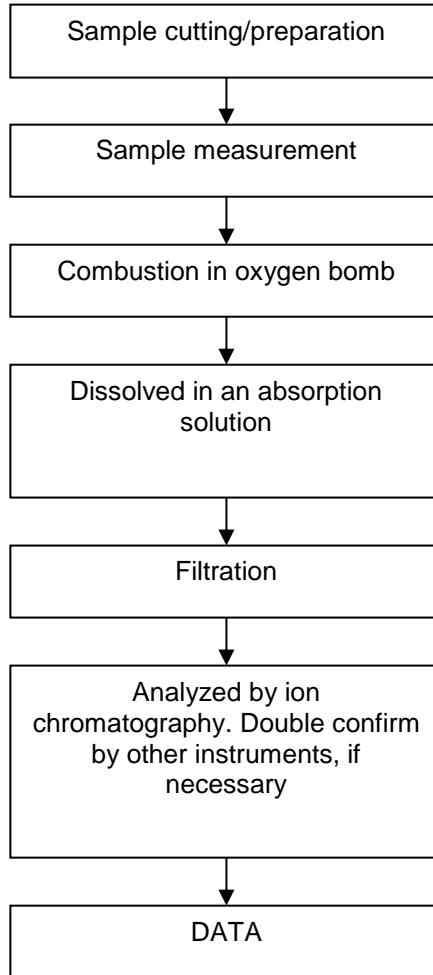 Sample cutting/preparation
Sample measurement
Combustion in oxygen bomb
Dissolved in an absorption
solution
Filtration
Analyzed by ion
chromatography. Double confirm
by other instruments, if
necessary
DATA